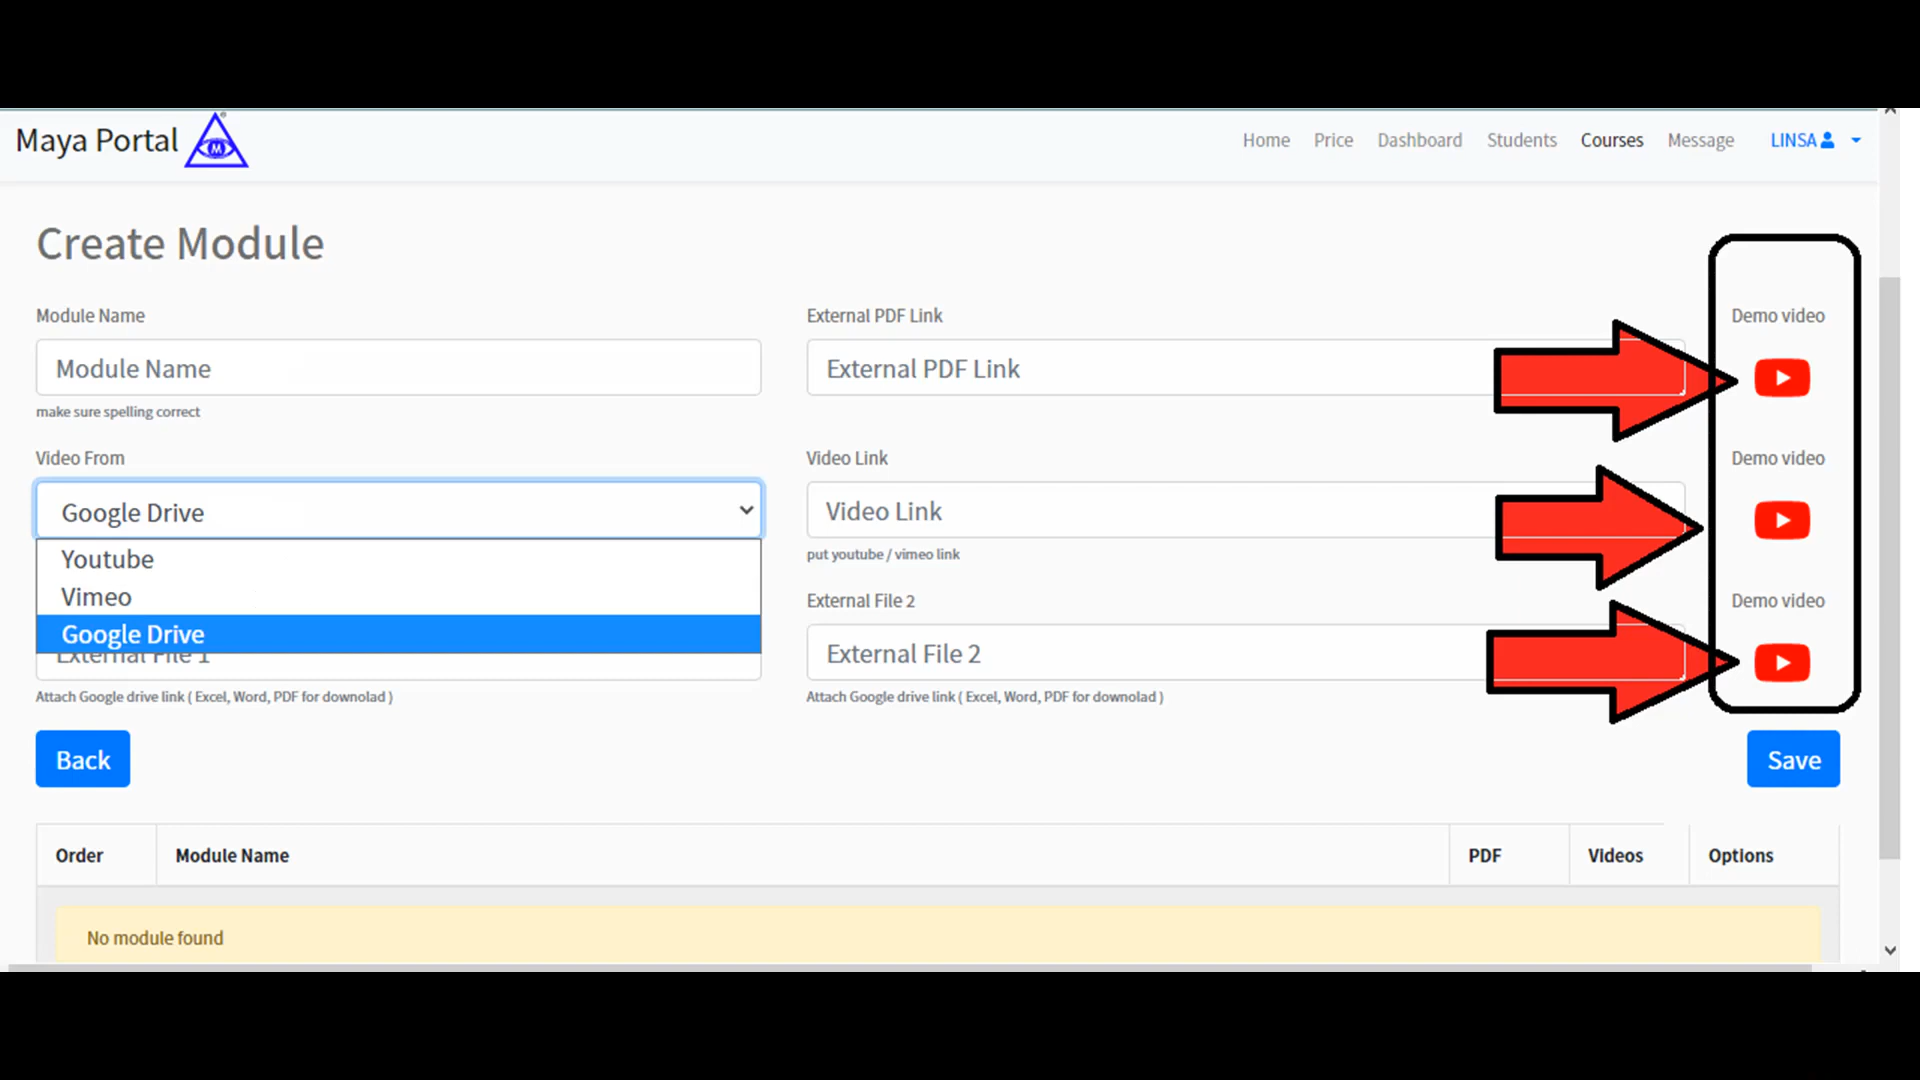 Maya Portal
M
Home Price Dashboard Students Courses Message LINSA
Create Module
Module Name
External PDF Link
Demo video
Module Name
External PDF Link
make sure spelling correct
Video From
Video Link
Demo video
Google Drive
Video Link
Youtube
put youtube / vimeo link
Vimeo
External File 2
Demo video
Google Drive
External File 1
External File 2
Attach Google drive link ( Excel, Word, PDF for downolad )
Attach Google drive link ( Excel, Word, PDF for downolad )
Back
Save
Order Module Name PDF Videos Options
No module found